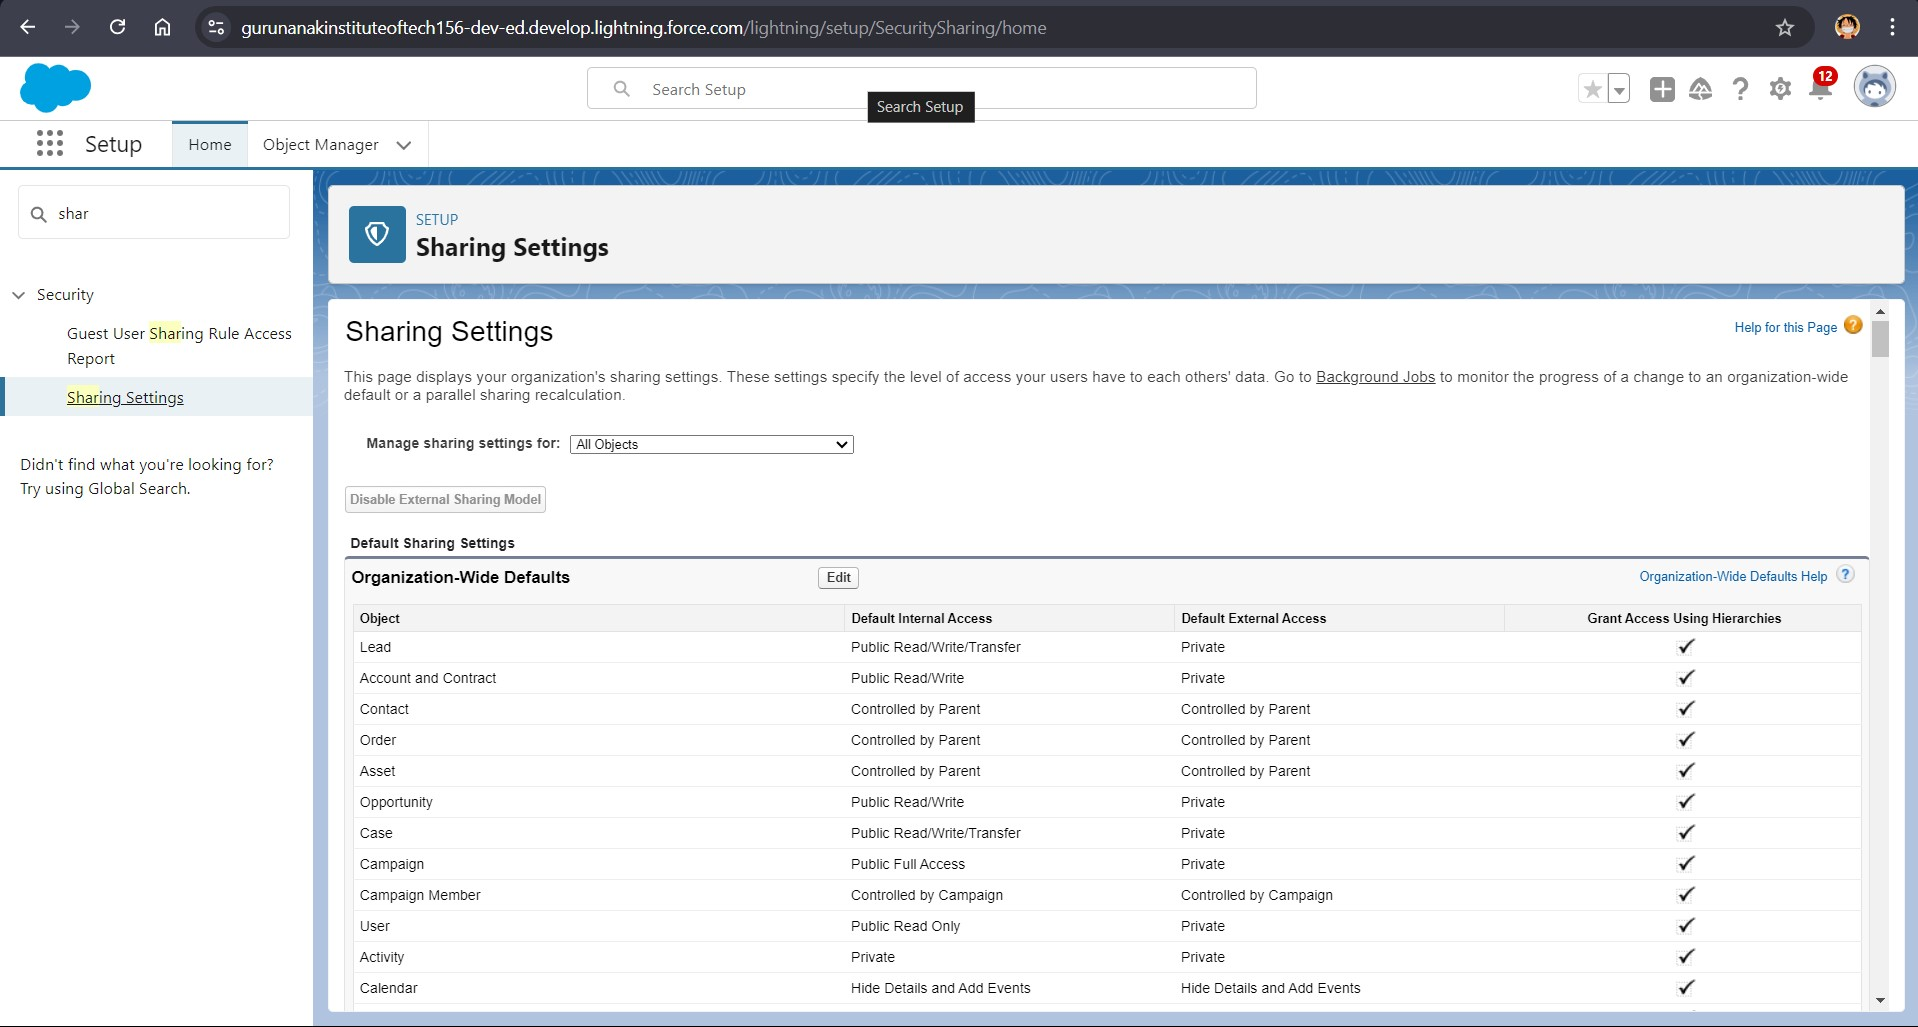 gurunanakinstituteoftech156-dev-ed.develop.lightning.force.com/lightning/setup/SecuritySharing/home
Search Setup
12
Search Setup
Setup
Home
Object Manager
shar
SETUP
Sharing Settings
Security
Guest User Sharing Rule Access
Report
Sharing Settings
Didn't find what you're looking for?
Try using Global Search.
Sharing Settings
Help for this Page
?
This page displays your organization's sharing settings. These settings specify the level of access your users have to each others' data. Go to Background Jobs to monitor the progress of a change to an organization-wide
default or a parallel sharing recalculation.
Manage sharing settings for: All Objects
Disable External Sharing Model
Default Sharing Settings
Organization-Wide Defaults Edit Organization-Wide Defaults Help ?
Object Default Internal Access Default External Access Grant Access Using Hierarchies
Lead Public Read/Write/Transfer Private
Account and Contract Public Read/Write Private
Contact Controlled by Parent Controlled by Parent
Order Controlled by Parent Controlled by Parent
Asset Controlled by Parent Controlled by Parent
Opportunity Public Read/Write Private
Case Public Read/Write/Transfer Private
Campaign Public Full Access Private
Campaign Member Controlled by Campaign Controlled by Campaign
User Public Read Only Private
Activity Private Private
Calendar Hide Details and Add Events Hide Details and Add Events